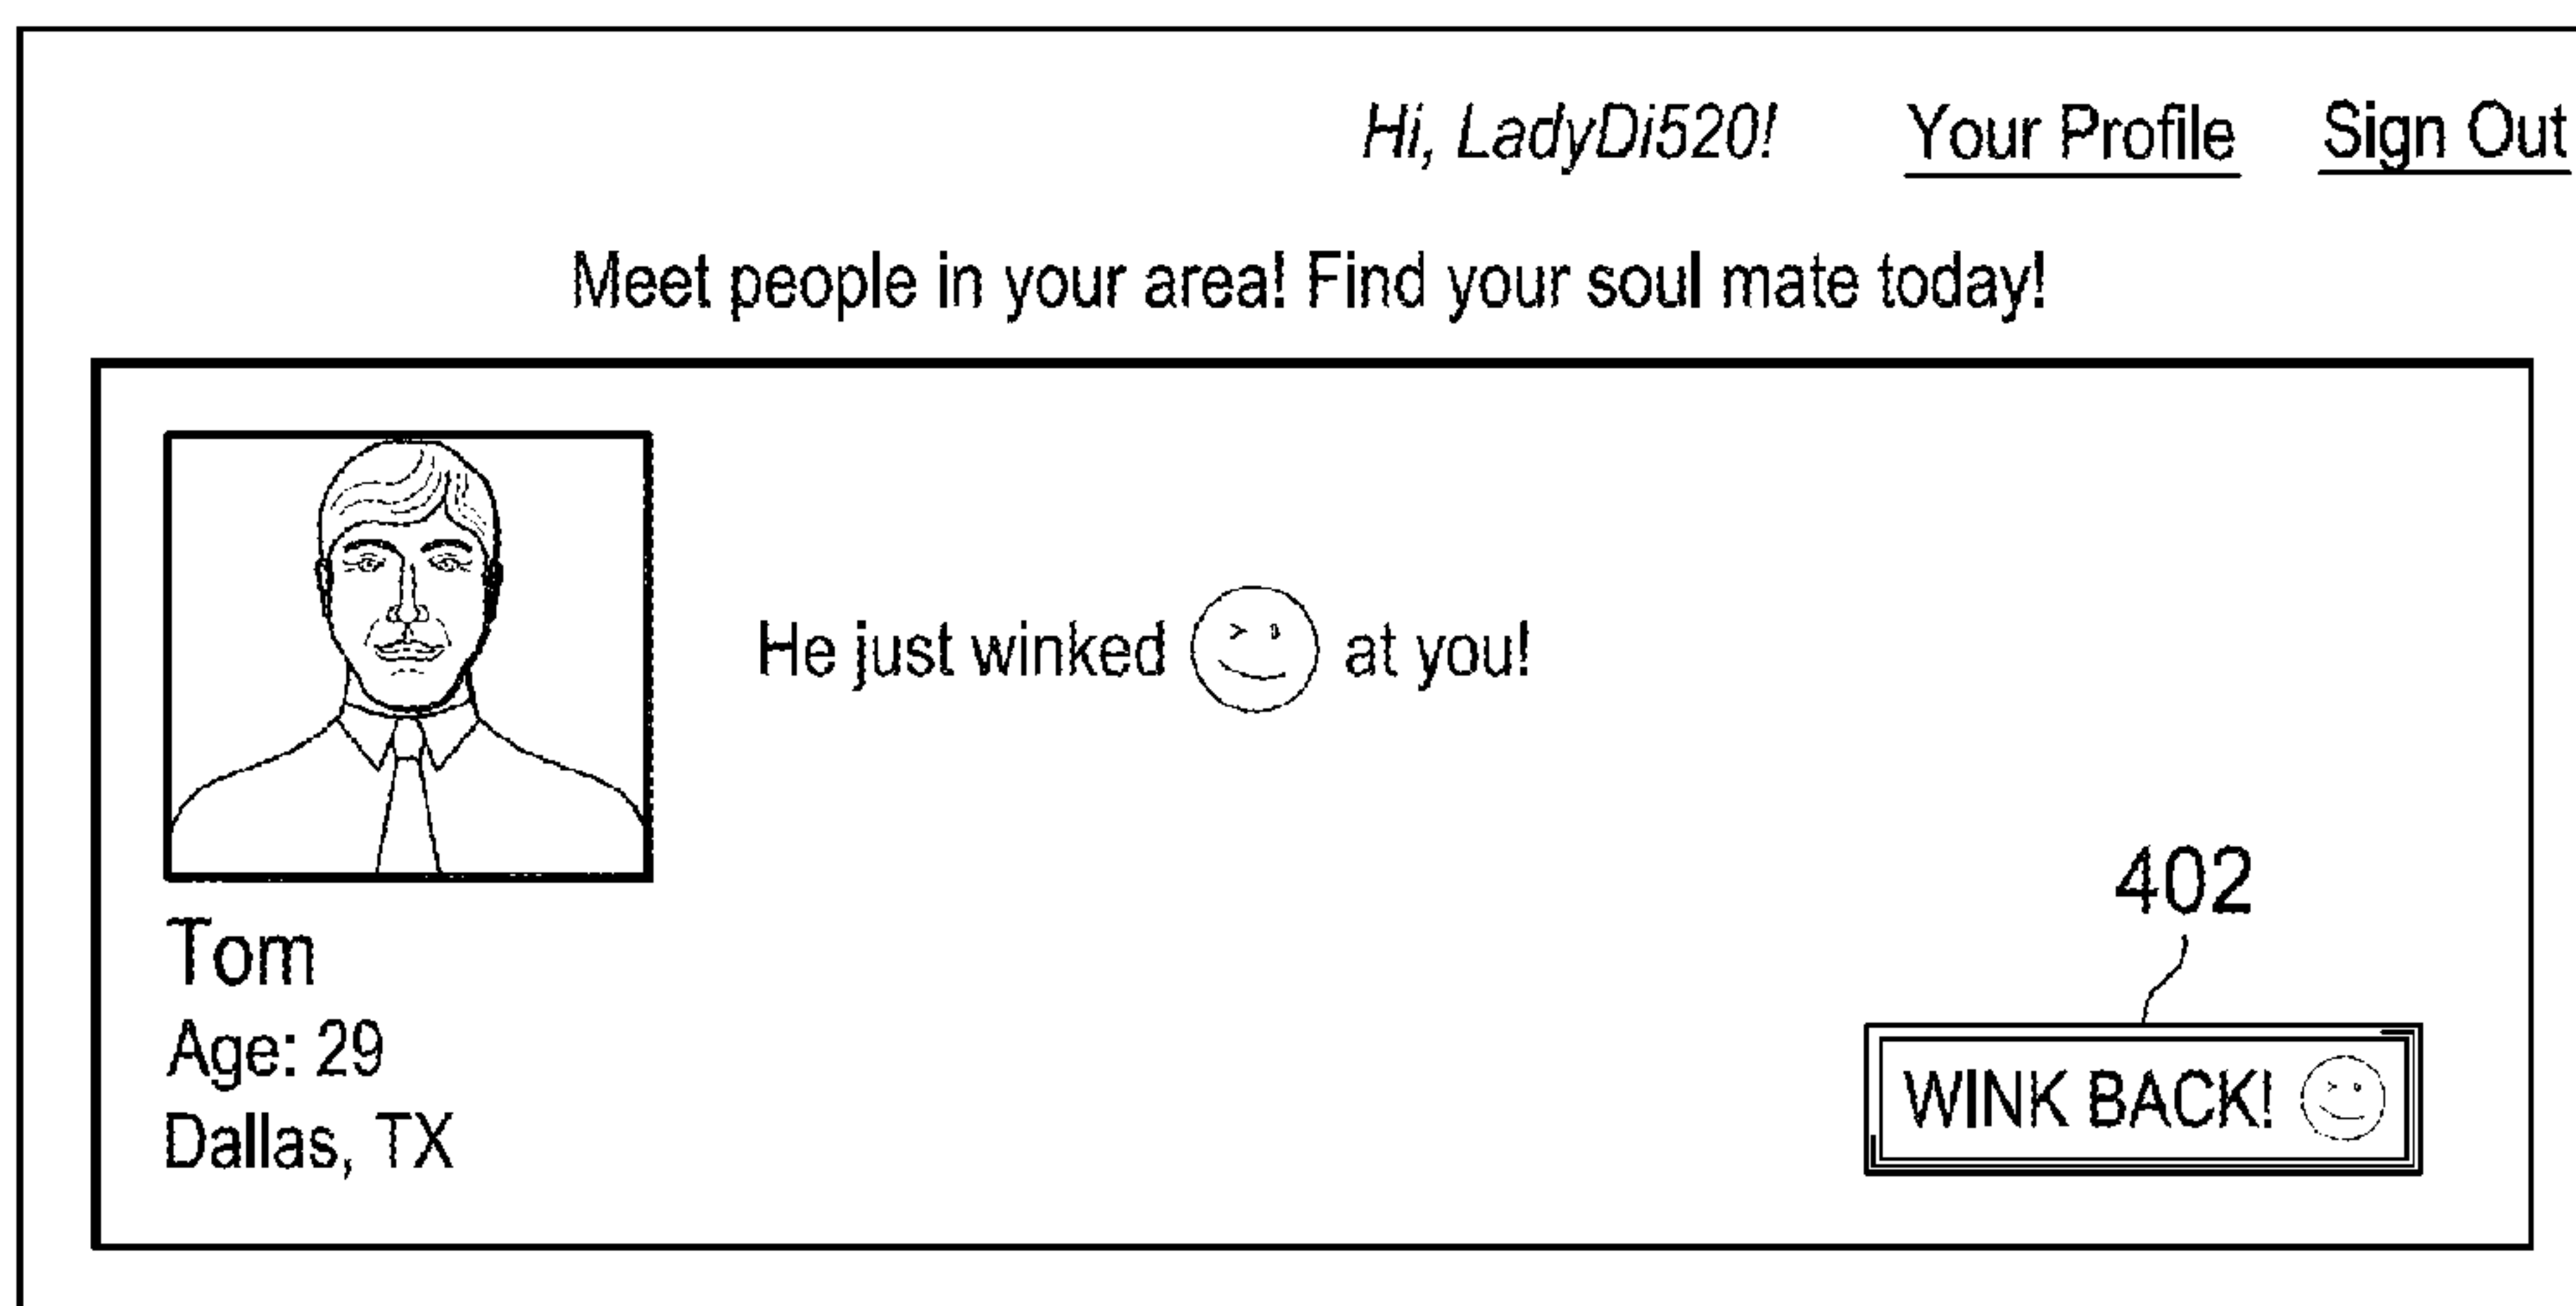 Hi, LadyDi520! Your Profile Sign Out
Meet people in your area! Find your soul mate today!
He just winked at you!
Tom
Age: 29
Dallas, TX
402
WINK BACK!